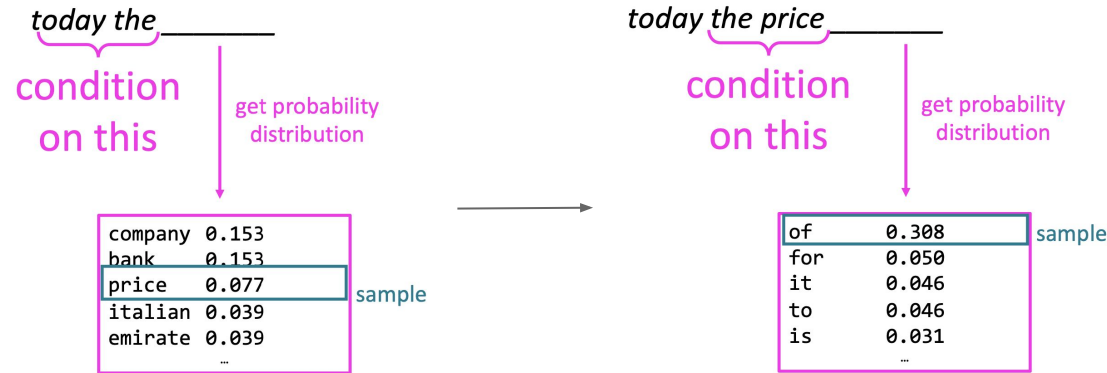 today the _______
condition
on this
get probability
distribution
company 0.153
bank 0.153
price 0.077
italian 0.039
emirate 0.039
…
sample
today the price _______
condition
on this
get probability
distribution
of 0.308
for 0.050
it 0.046
to 0.046
is 0.031
…
sample